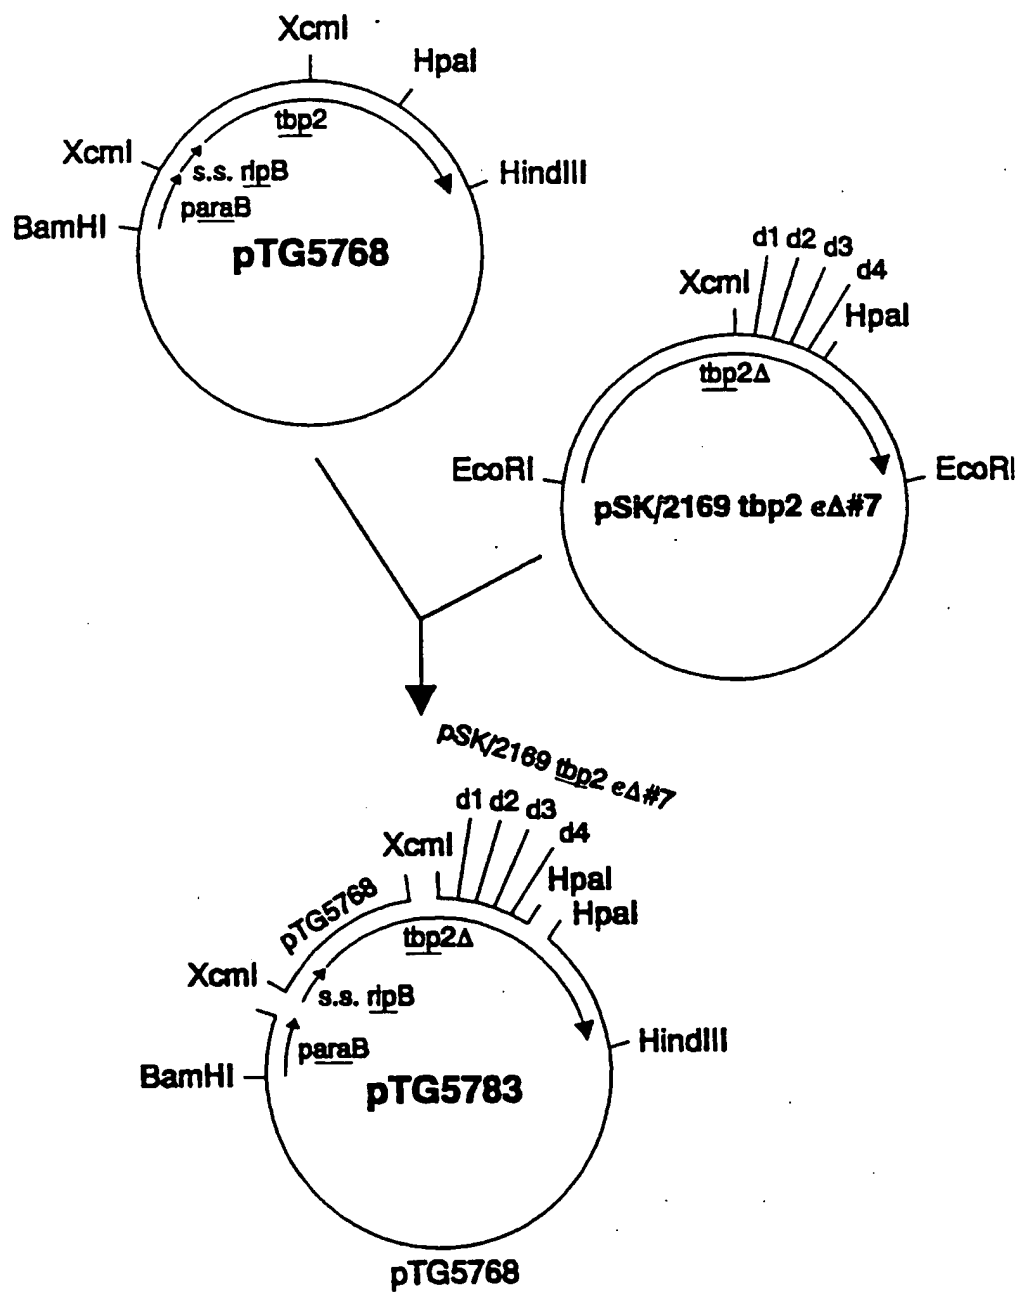 XcmI
HpaI
tbp2
XcmI
s.s. rlpB
HindIII
paraB
BamHI
pTG5768
d1 d2 d3
d4
XcmI
HpaI
tbp2Δ
EcoRI
EcoRI
pSK/2169 tbp2 eΔ#7
pSK/2169 tbp2 eΔ#7
d1 d2 d3
d4
XcmI
HpaI
HpaI
pTG5768
tbp2Δ
XcmI
s.s. rlpB
HindIII
paraB
BamHI
pTG5783
pTG5768